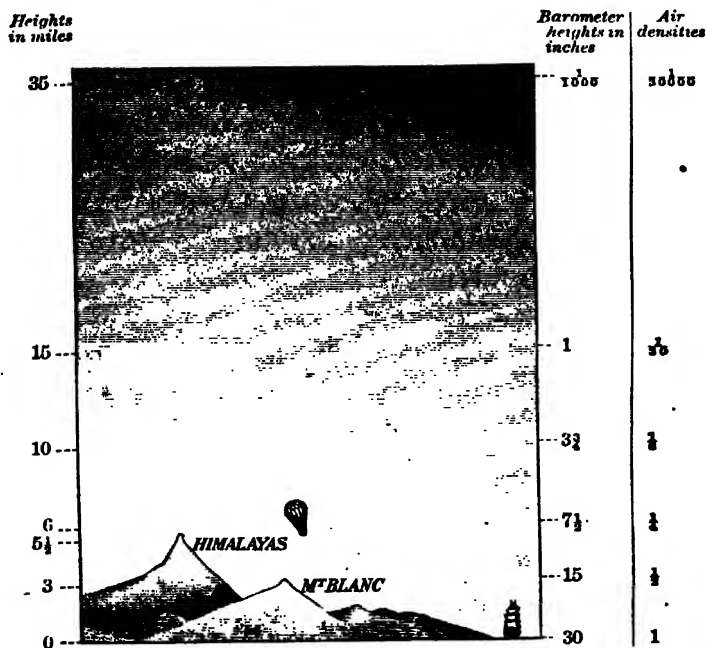 Heights
in miles
Barometer
heights in
inches
Air
densities
35
15
10
6
5½
3
0
HIMALAYAS
Mᵀ BLANC
1/1000
1
3¾
7½
15
30
1/30000
1/30
1/8
¼
½
1